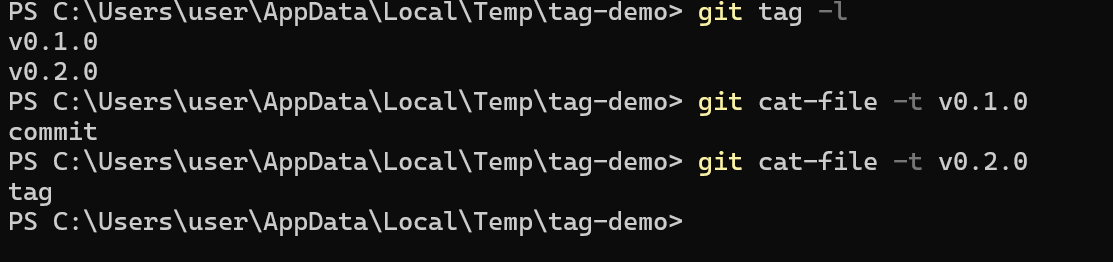 PS C:\Users\user\AppData\Local\Temp\tag-demo> git tag -l
v0.1.0
v0.2.0
PS C:\Users\user\AppData\Local\Temp\tag-demo> git cat-file -t v0.1.0
commit
PS C:\Users\user\AppData\Local\Temp\tag-demo> git cat-file -t v0.2.0
tag
PS C:\Users\user\AppData\Local\Temp\tag-demo>